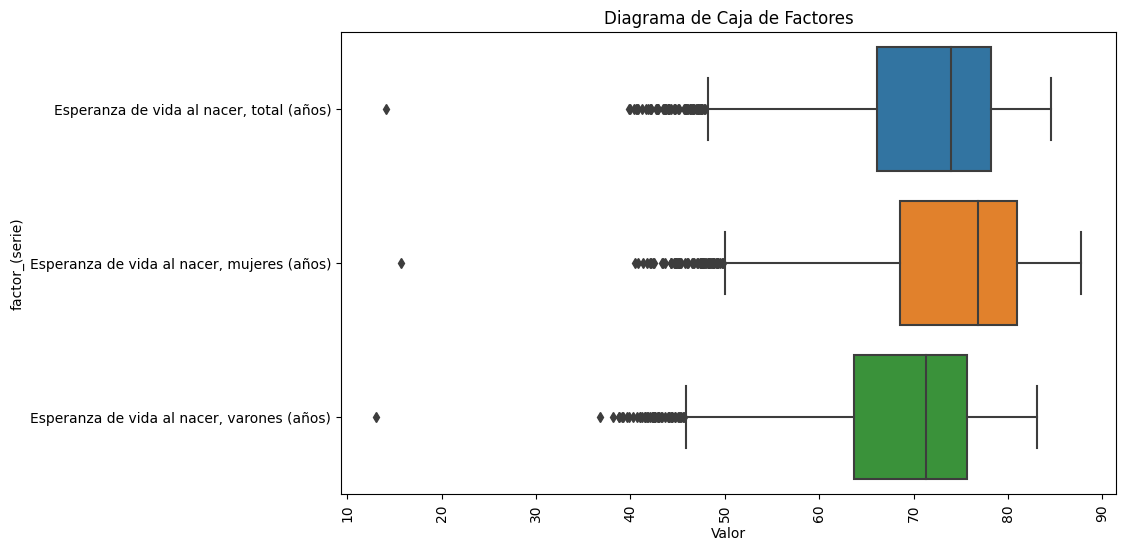 Diagrama de Caja de Factores
factor_(serie)
Esperanza de vida al nacer, total (años)
Esperanza de vida al nacer, mujeres (años)
Esperanza de vida al nacer, varones (años)
10
20
30
40
50
60
70
80
90
Valor